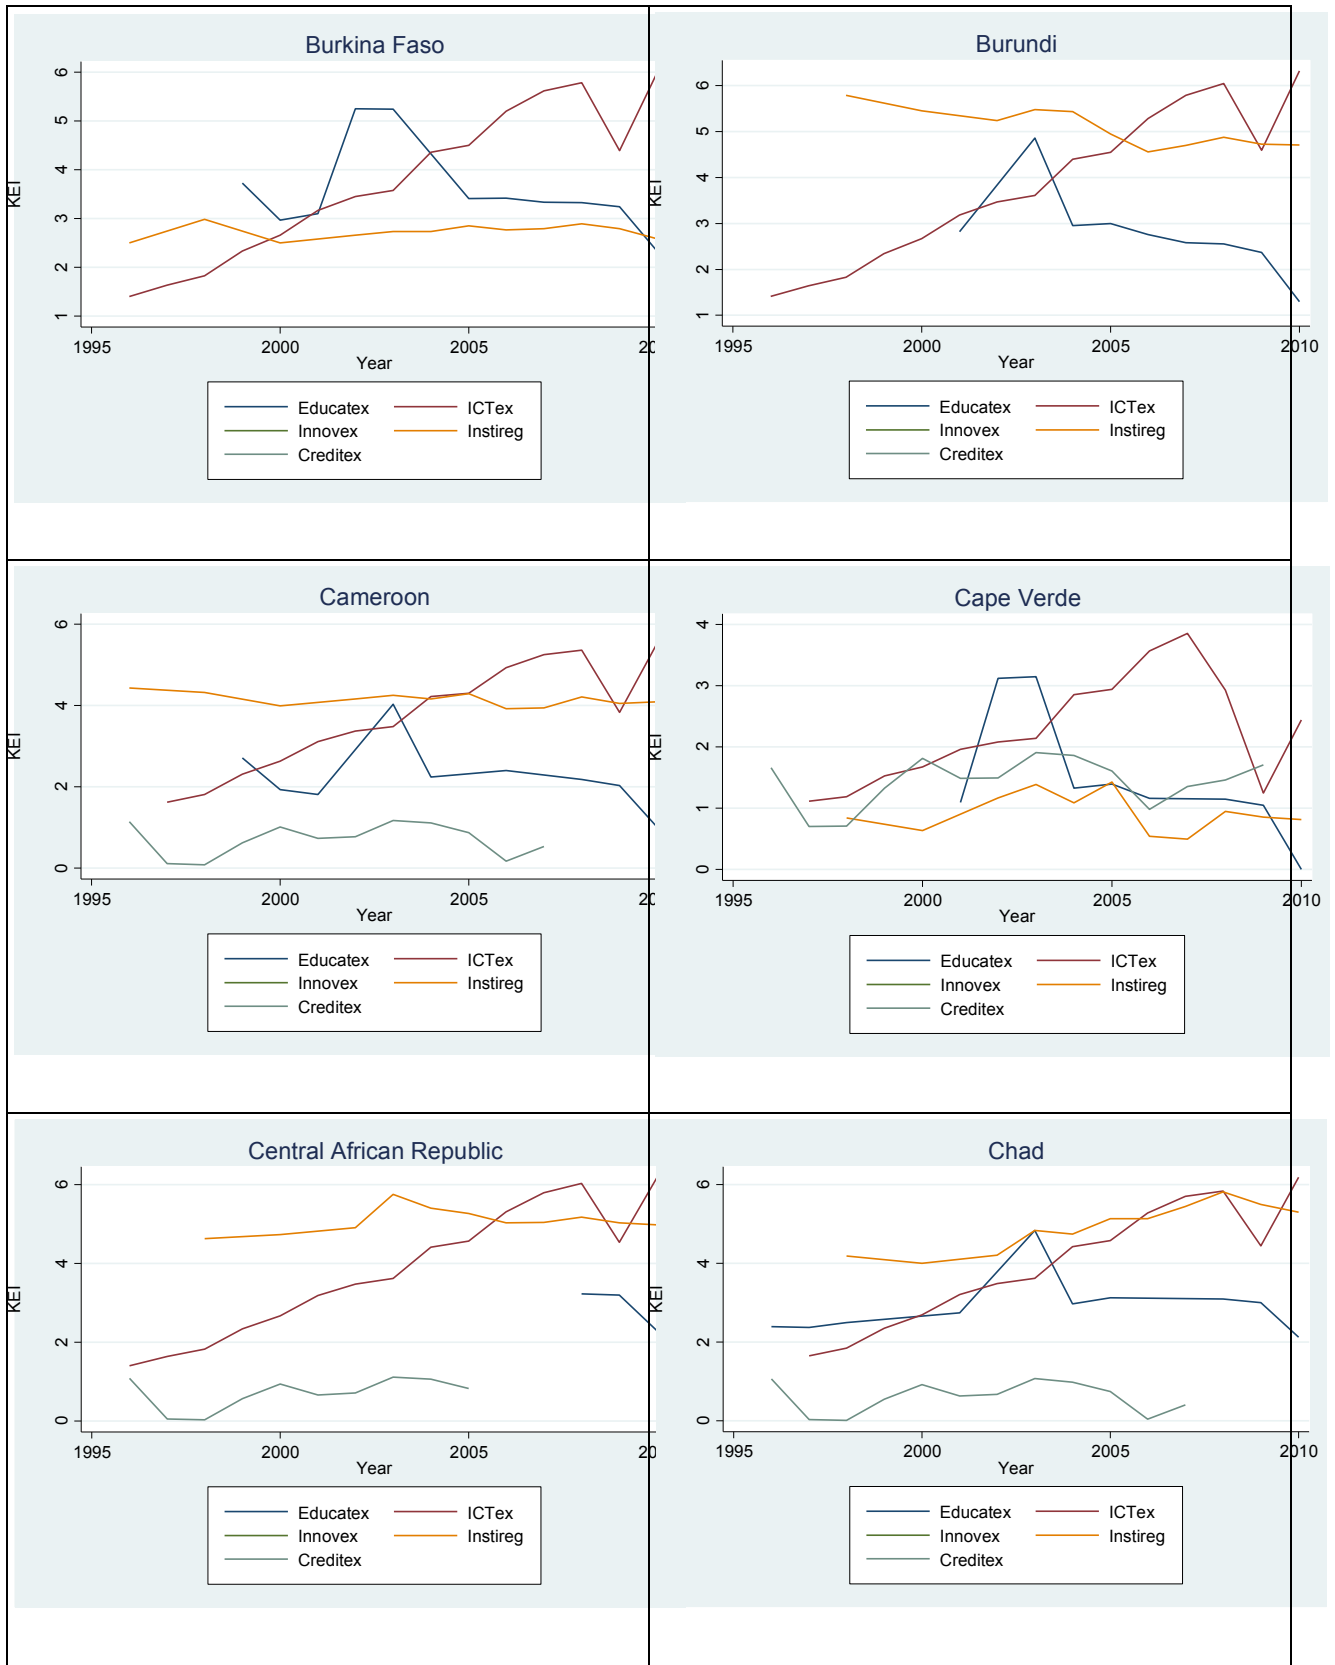 Burkina Faso
KEI
6
5
4
3
2
1
1995 2000 2005 20
Year
Educatex ICTex
Innovex Instireg
Creditex
Burundi
KEI
6
5
4
3
2
1
1995 2000 2005 2010
Year
Educatex ICTex
Innovex Instireg
Creditex
Cameroon
KEI
6
4
2
0
1995 2000 2005 20
Year
Educatex ICTex
Innovex Instireg
Creditex
Cape Verde
KEI
4
3
2
1
0
1995 2000 2005 2010
Year
Educatex ICTex
Innovex Instireg
Creditex
Central African Republic
KEI
6
4
2
0
1995 2000 2005 20
Year
Educatex ICTex
Innovex Instireg
Creditex
Chad
KEI
6
4
2
0
1995 2000 2005 2010
Year
Educatex ICTex
Innovex Instireg
Creditex